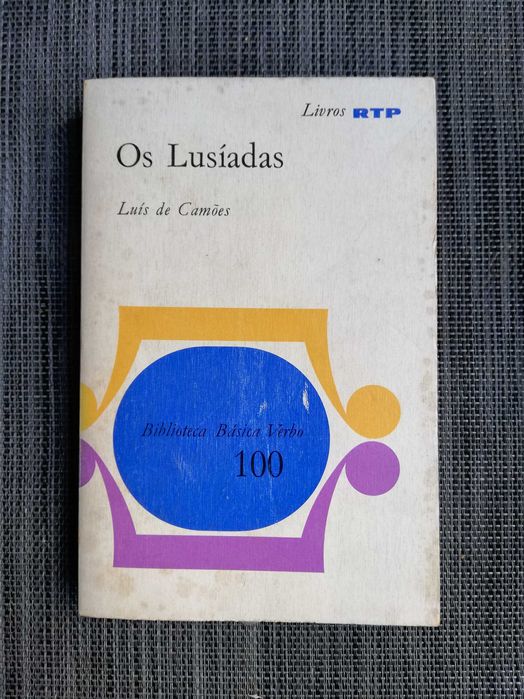 Livros RTP
Os Lusíadas
Luís de Camões
Biblioteca Básica Verbo
100